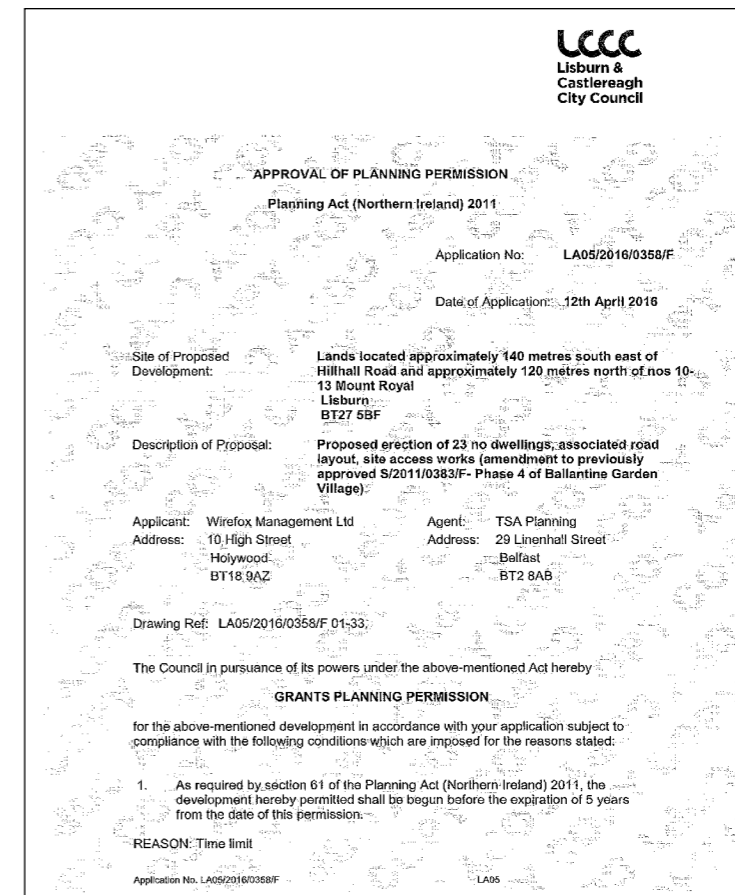 LCCC
Lisburn &
Castlereagh
City Council
APPROVAL OF PLANNING PERMISSION
Planning Act (Northern Ireland) 2011
Application No: LA05/2016/0358/F
Date of Application: 12th April 2016
Site of Proposed Development: Lands located approximately 140 metres south east of
Hillhall Road and approximately 120 metres north of nos 10-
13 Mount Royal
Lisburn
BT27 5BF
Description of Proposal: Proposed erection of 23 no dwellings, associated road
layout, site access works (amendment to previously
approved S/2011/0383/F- Phase 4 of Ballantine Garden
Village)
Applicant: Wirefox Management Ltd Agent: TSA Planning
Address: 10 High Street Address: 29 Linenhall Street
Holywood Belfast
BT18 9AZ BT2 8AB
Drawing Ref: LA05/2016/0358/F 01-33,
The Council in pursuance of its powers under the above-mentioned Act hereby
GRANTS PLANNING PERMISSION
for the above-mentioned development in accordance with your application subject to
compliance with the following conditions which are imposed for the reasons stated:
1. As required by section 61 of the Planning Act (Northern Ireland) 2011, the
development hereby permitted shall be begun before the expiration of 5 years
from the date of this permission.
REASON: Time limit
Application No. LA05/2016/0358/F LA05